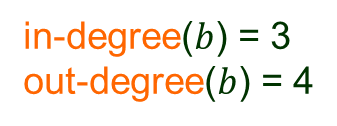 in-degree(b) = 3
out-degree(b) = 4